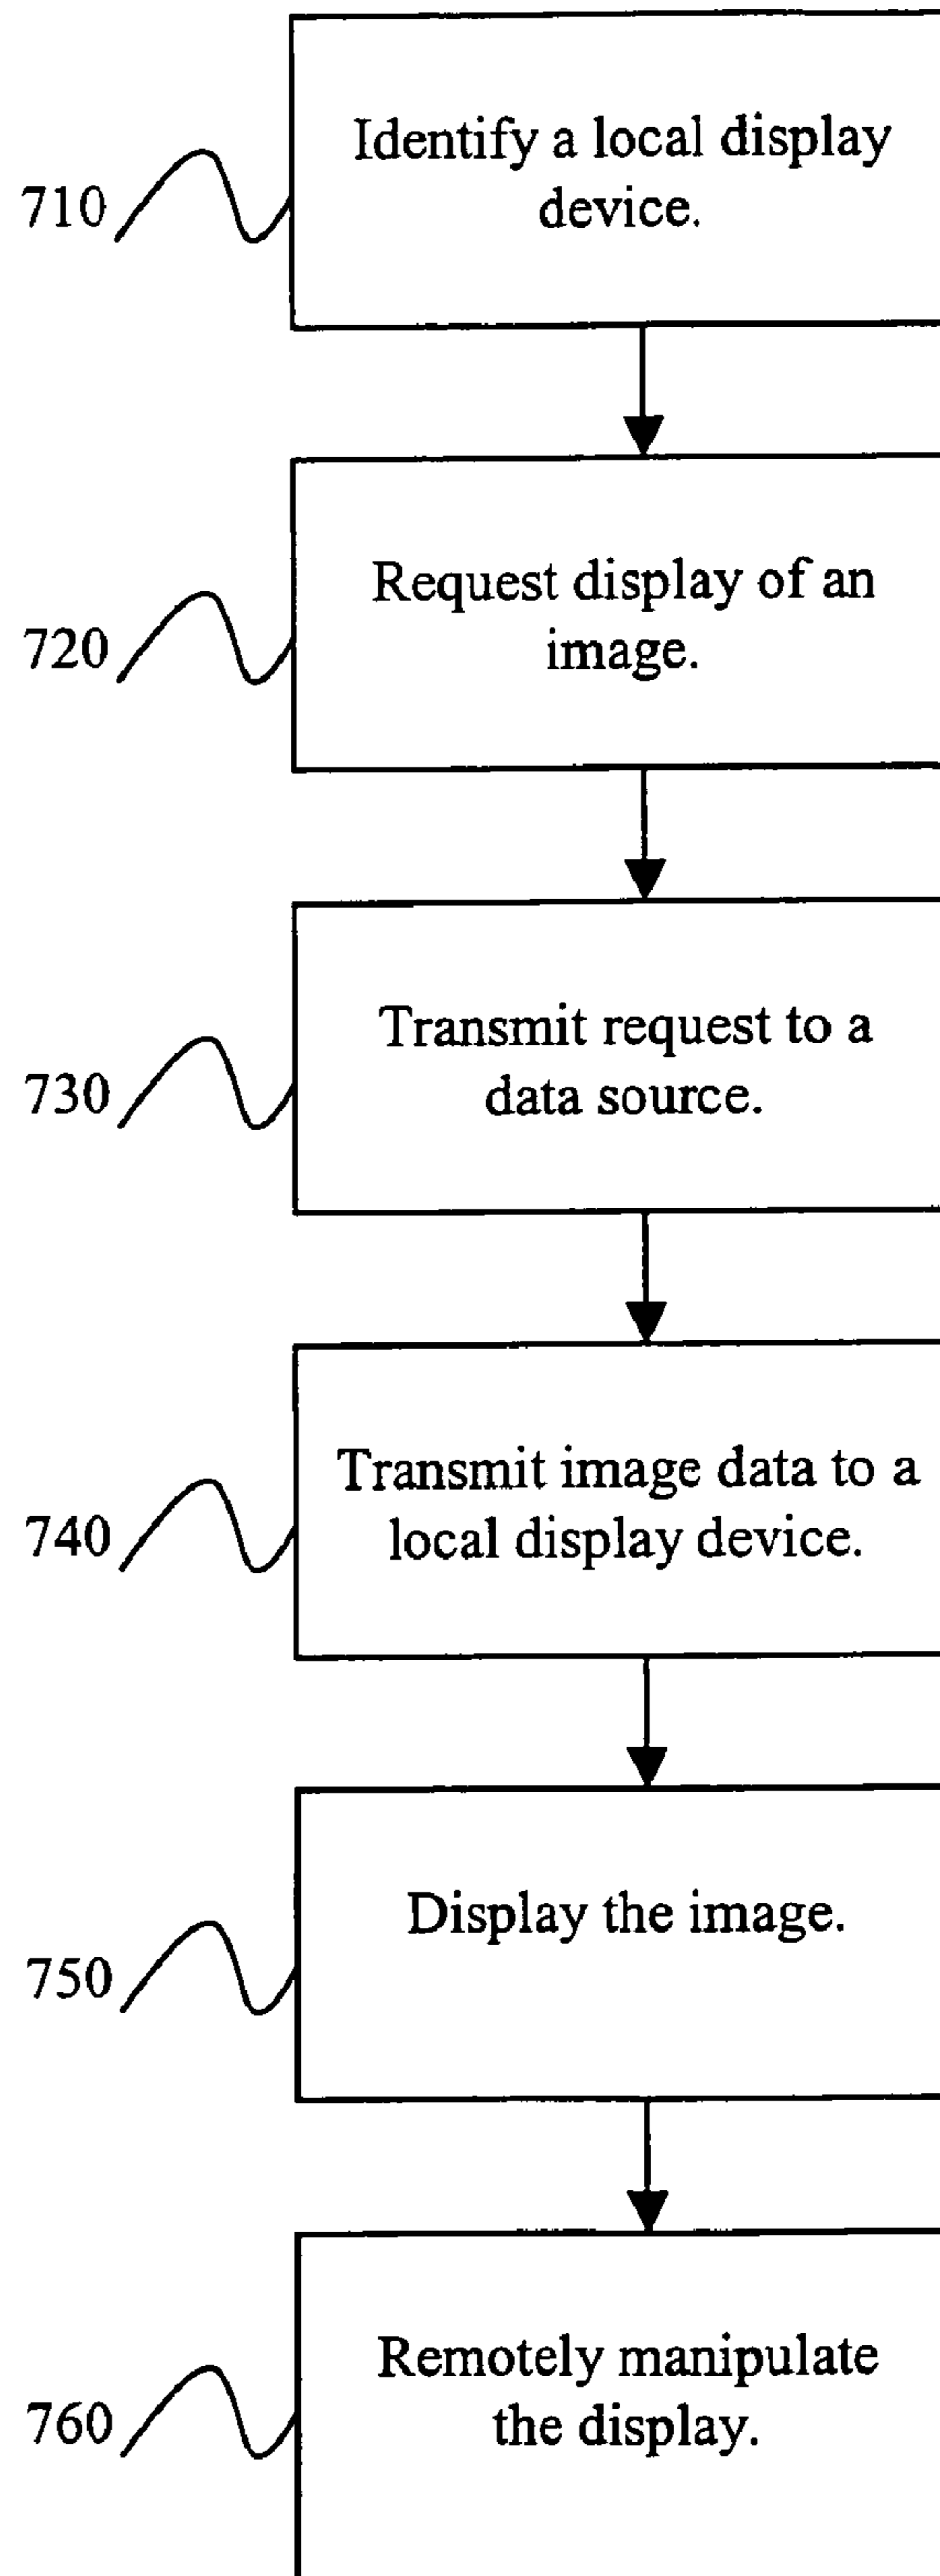 710
Identify a local display
device.
720
Request display of an
image.
730
Transmit request to a
data source.
740
Transmit image data to a
local display device.
750
Display the image.
760
Remotely manipulate
the display.